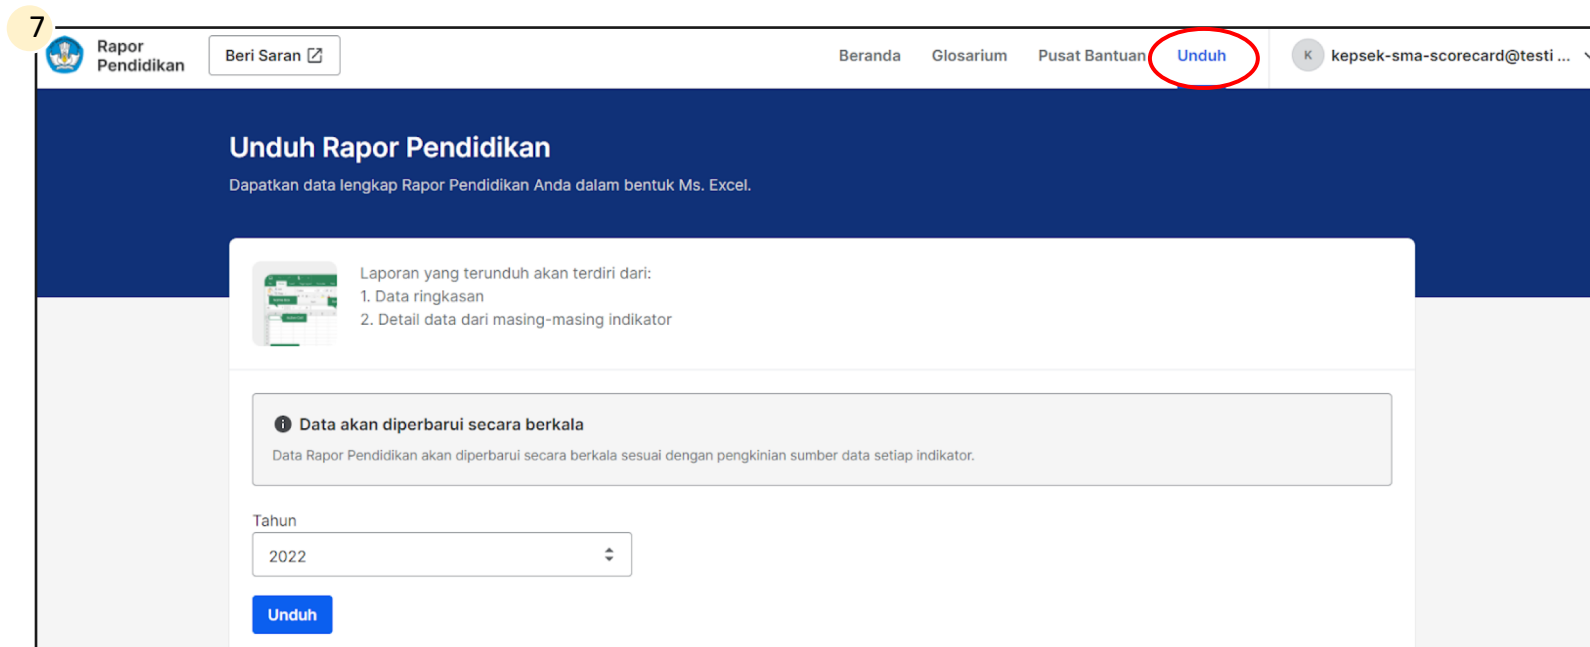 7
Rapor
Pendidikan
Beri Saran
Beranda
Glosarium
Pusat Bantuan
Unduh
K
kepsek-sma-scorecard@testi ...
Unduh Rapor Pendidikan
Dapatkan data lengkap Rapor Pendidikan Anda dalam bentuk Ms. Excel.
Laporan yang terunduh akan terdiri dari:
1. Data ringkasan
2. Detail data dari masing-masing indikator
Data akan diperbarui secara berkala
Data Rapor Pendidikan akan diperbarui secara berkala sesuai dengan pengkinian sumber data setiap indikator.
Tahun
2022
Unduh